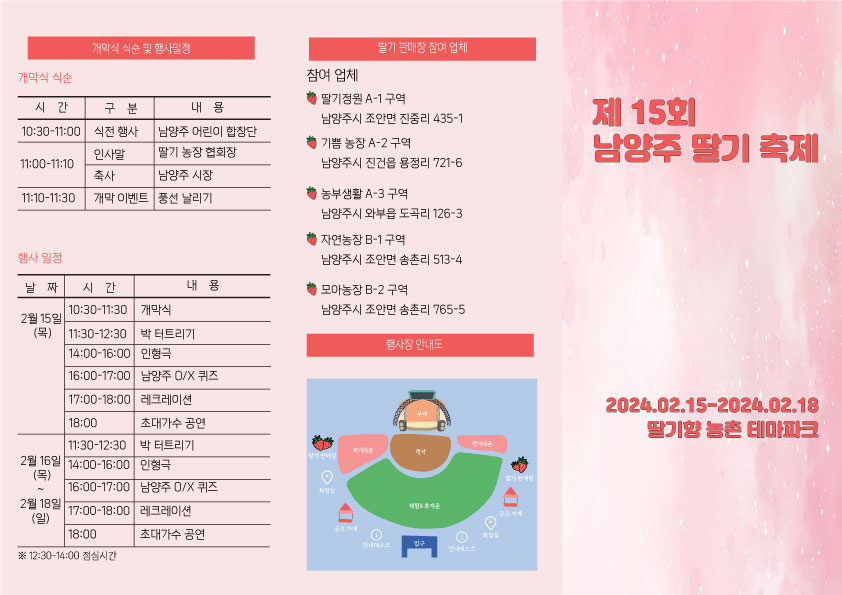 개막식 식순 및 행사일정
개막식 식순
시 간 구 분 내 용
10:30-11:00 식전 행사 남양주 어린이 합창단
11:00-11:10 인사말 딸기 농장 협회장
축사 남양주 시장
11:10-11:30 개막 이벤트 풍선 날리기
행사 일정
날 짜 시 간 내 용
2월 15일
(목)
10:30-11:30 개막식
11:30-12:30 박 터트리기
14:00-16:00 인형극
16:00-17:00 남양주 O/X 퀴즈
17:00-18:00 레크레이션
18:00 초대가수 공연
2월 16일
(목)
~
2월 18일
(일)
11:30-12:30 박 터트리기
14:00-16:00 인형극
16:00-17:00 남양주 O/X 퀴즈
17:00-18:00 레크레이션
18:00 초대가수 공연
※ 12:30-14:00 점심시간
딸기 판매장 참여 업체
참여 업체
딸기정원 A-1 구역
남양주시 조안면 진중리 435-1
기쁨 농장 A-2 구역
남양주시 진건읍 용정리 721-6
농부생활 A-3 구역
남양주시 와부읍 도곡리 126-3
자연농장 B-1 구역
남양주시 조안면 송촌리 513-4
모아농장 B-2 구역
남양주시 조안면 송촌리 765-5
행사장 안내도
무대
먹거리존
객석
먹거리존
딸기 판매장
딸기 판매장
화장실
체험&휴게존
굿즈 가게
굿즈 가게
화장실
안내데스크
입구
안내데스크
제 15회
남양주 딸기 축제
2024.02.15-2024.02.18
딸기향 농촌 테마파크